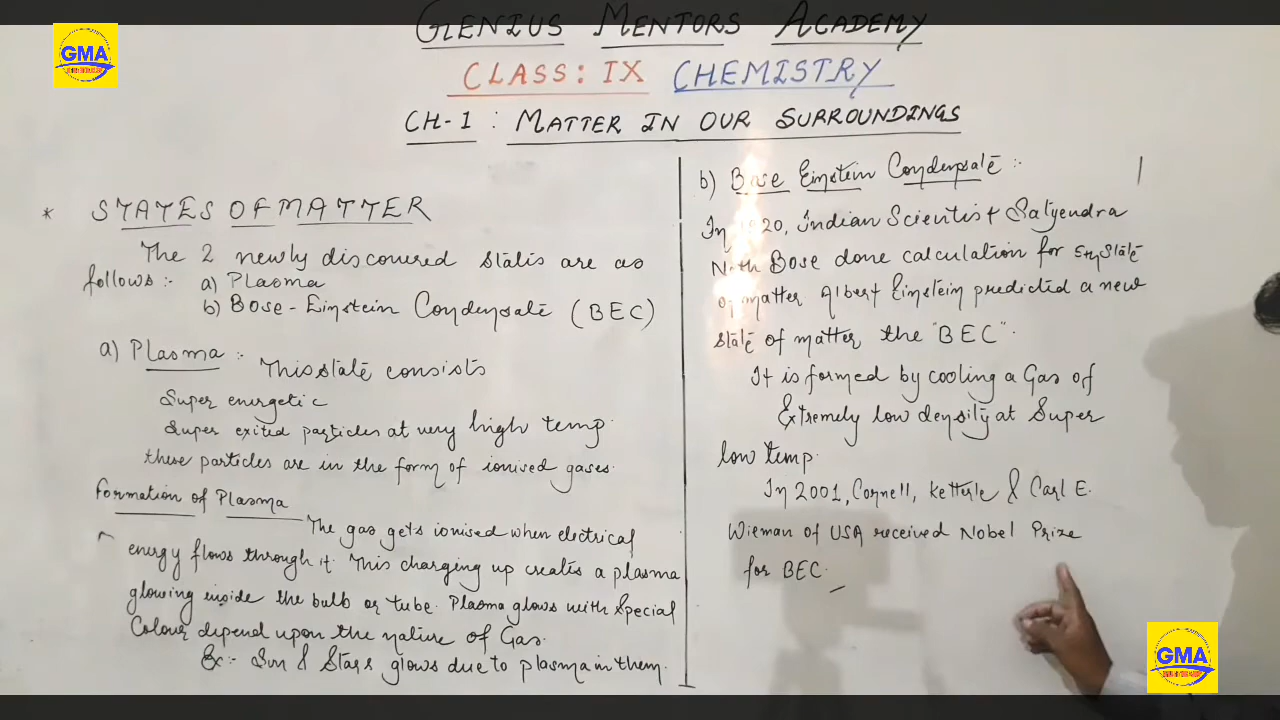 GENIUS MENTORS ACADEMY
GMA
CLASS: IX CHEMISTRY
CH-1 : MATTER IN OUR SURROUNDINGS
* STATES OF MATTER
The 2 newly discovered states are as
follows :- a) Plasma
b) Bose-Einstein Condensate (BEC)
a) Plasma :- This state consists
Super energetic
Super exited particles at very high temp.
these particles are in the form of ionised gases.
Formation of Plasma
The gas gets ionised when electrical
energy flows through it. This charging up creates a plasma
glowing inside the bulb or tube. Plasma glows with Special
Colour depend upon the nature of Gas.
Ex:- Sun & Stars glows due to plasma in them.
b) Bose Einstein Condensate :-
In 1920, Indian Scientist Satyendra
Nath Bose done calculation for 5th state
of matter Albert Einstein predicted a new
state of matter the "BEC".
It is formed by cooling a Gas of
Extremely low density at Super
low temp.
In 2001, Cornell, Ketterle & Carl E.
Wieman of USA received Nobel Prize
for BEC.
GMA